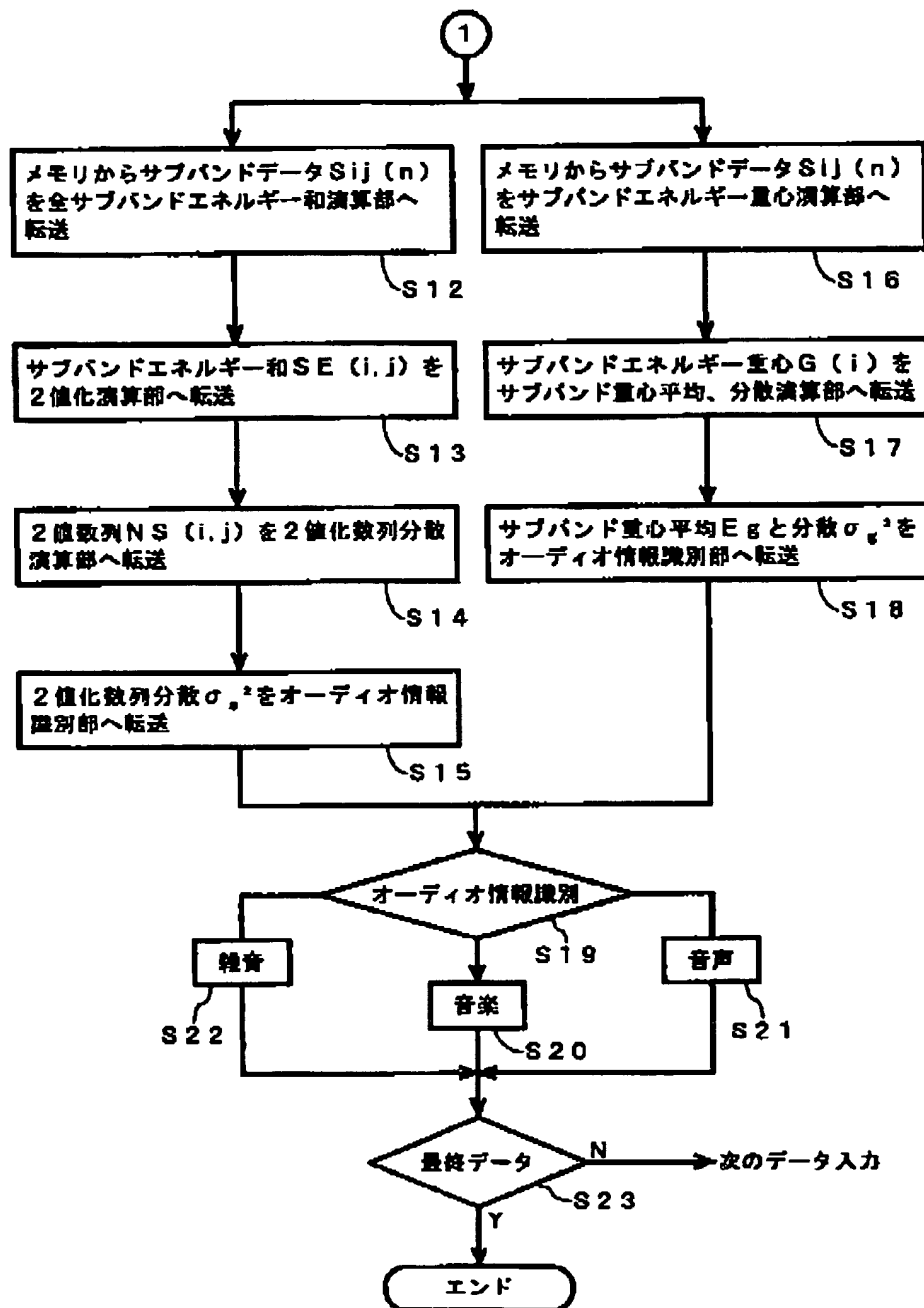 1
メモリからサブバンドデータSij(n)
を全サブバンドエネルギー和演算部へ
転送
S12
メモリからサブバンドデータSij(n)
をサブバンドエネルギー重心演算部へ
転送
S16
サブバンドエネルギー和SE(i,j)を
2値化演算部へ転送
S13
サブバンドエネルギー重心G(i)を
サブバンド重心平均、分散演算部へ転送
S17
2値数列NS(i,j)を2値化数列分散
演算部へ転送
S14
サブバンド重心平均Egと分散σg²を
オーディオ情報識別部へ転送
S18
2値化数列分散σs²をオーディオ情報
識別部へ転送
S15
オーディオ情報識別
S19
雑音
S22
音楽
S20
音声
S21
最終データ
N
次のデータ入力
S23
Y
エンド